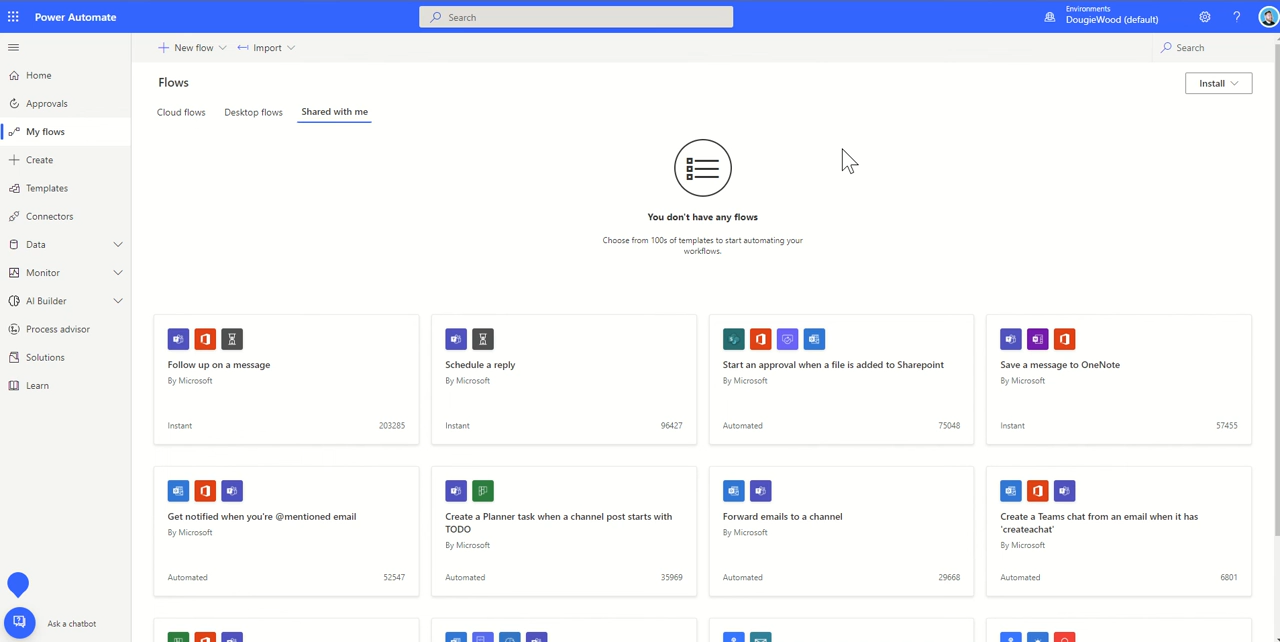 Power Automate
Search
Environments
DougieWood (default)
?
New flow
Import
Search
Home
Approvals
My flows
Create
Templates
Connectors
Data
Monitor
AI Builder
Process advisor
Solutions
Learn
Ask a chatbot
Flows
Install
Cloud flows
Desktop flows
Shared with me
You don't have any flows
Choose from 100s of templates to start automating your
workflows.
Follow up on a message
By Microsoft
Instant
203285
Schedule a reply
By Microsoft
Instant
96427
Start an approval when a file is added to Sharepoint
By Microsoft
Automated
75048
Save a message to OneNote
By Microsoft
Instant
57455
Get notified when you're @mentioned email
By Microsoft
Automated
52547
Create a Planner task when a channel post starts with
TODO
By Microsoft
Automated
35969
Forward emails to a channel
By Microsoft
Automated
29668
Create a Teams chat from an email when it has
'createachat'
By Microsoft
Automated
6801